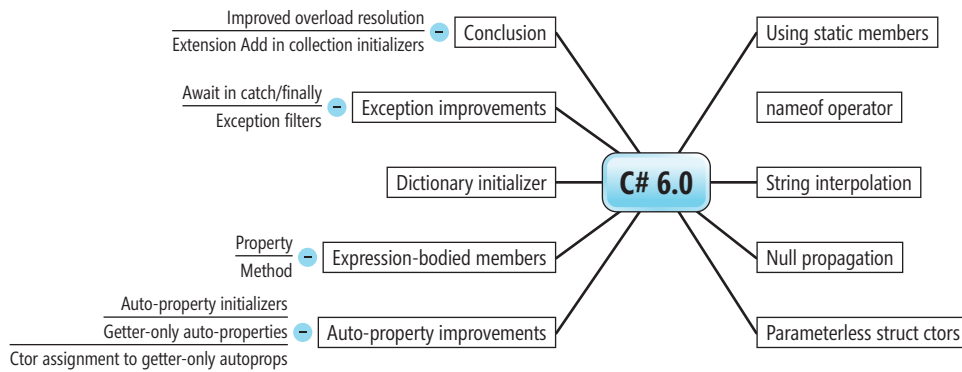 Improved overload resolution
Extension Add in collection initializers
Conclusion
Await in catch/finally
Exception filters
Exception improvements
Dictionary initializer
Property
Method
Expression-bodied members
Auto-property initializers
Getter-only auto-properties
Ctor assignment to getter-only autoprops
Auto-property improvements
C# 6.0
Using static members
nameof operator
String interpolation
Null propagation
Parameterless struct ctors